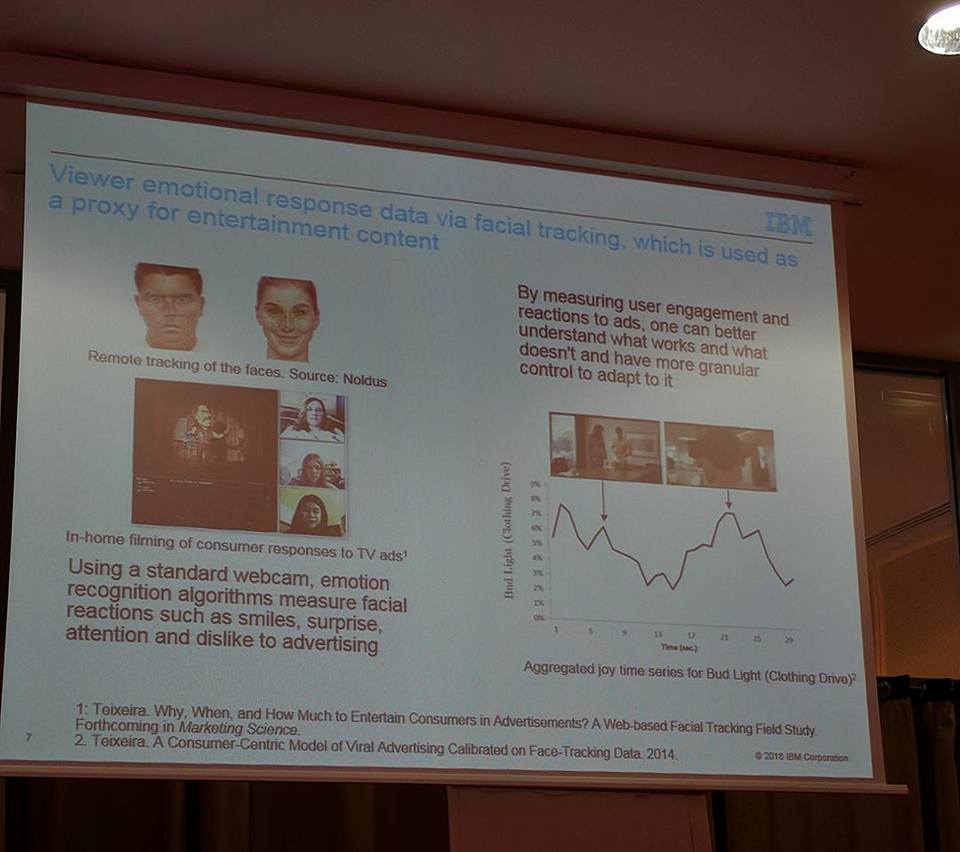 Viewer emotional response data via facial tracking, which is used as
a proxy for entertainment content
IBM
Remote tracking of the faces. Source: Noldus
In-home filming of consumer responses to TV ads¹
Using a standard webcam, emotion
recognition algorithms measure facial
reactions such as smiles, surprise,
attention and dislike to advertising
By measuring user engagement and
reactions to ads, one can better
understand what works and what
doesn't and have more granular
control to adapt to it
Bud Light (Clothing Drive)
9%
8%
7%
6%
5%
4%
3%
2%
1%
0%
1 5 9 13 17 21 25 29
Time (sec.)
Aggregated joy time series for Bud Light (Clothing Drive)²
1: Teixeira. Why, When, and How Much to Entertain Consumers in Advertisements? A Web-based Facial Tracking Field Study.
Forthcoming in Marketing Science.
2. Teixeira. A Consumer-Centric Model of Viral Advertising Calibrated on Face-Tracking Data. 2014.
7
© 2018 IBM Corporation